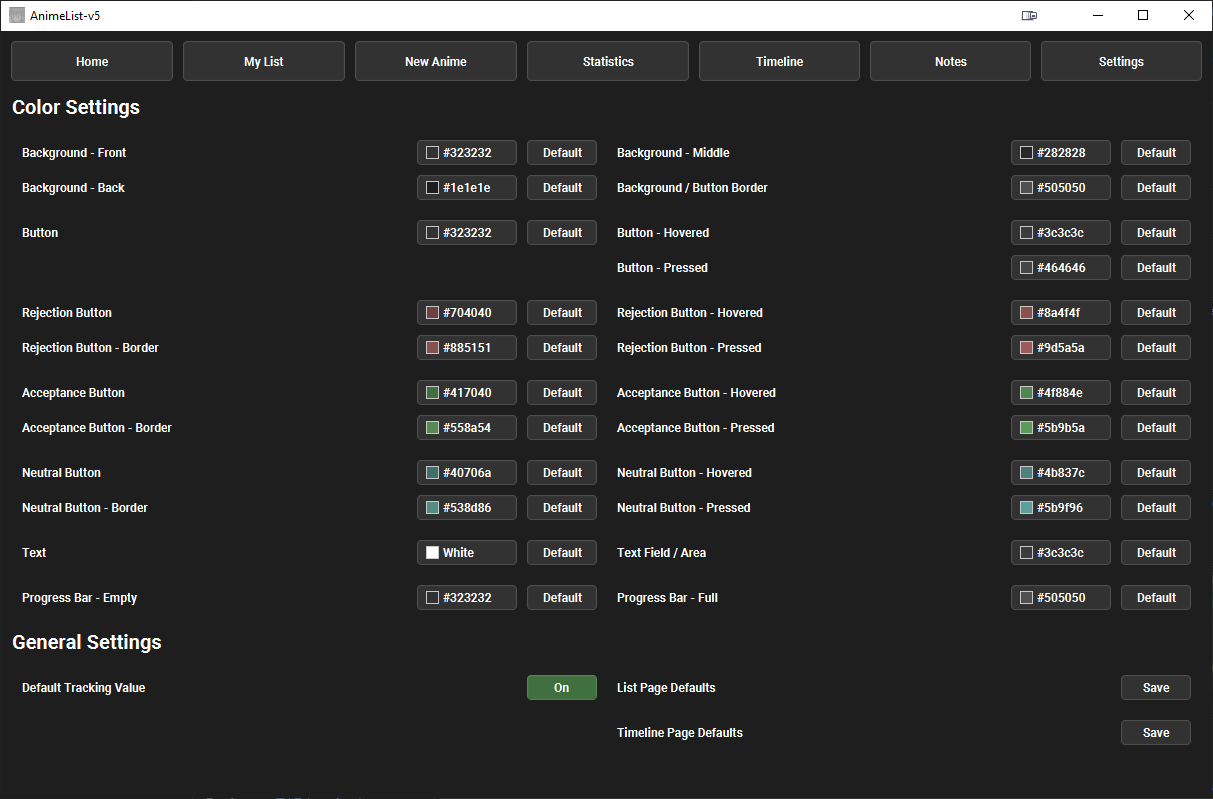 AnimeList-v5
Home My List New Anime Statistics Timeline Notes Settings
Color Settings
Background - Front #323232 Default Background - Middle #282828 Default
Background - Back #1e1e1e Default Background / Button Border #505050 Default
Button #323232 Default Button - Hovered #3c3c3c Default
Button - Pressed #464646 Default
Rejection Button #704040 Default Rejection Button - Hovered #8a4f4f Default
Rejection Button - Border #885151 Default Rejection Button - Pressed #9d5a5a Default
Acceptance Button #417040 Default Acceptance Button - Hovered #4f884e Default
Acceptance Button - Border #558a54 Default Acceptance Button - Pressed #5b9b5a Default
Neutral Button #40706a Default Neutral Button - Hovered #4b837c Default
Neutral Button - Border #538d86 Default Neutral Button - Pressed #5b9f96 Default
Text White Default Text Field / Area #3c3c3c Default
Progress Bar - Empty #323232 Default Progress Bar - Full #505050 Default
General Settings
Default Tracking Value On List Page Defaults Save
Timeline Page Defaults Save